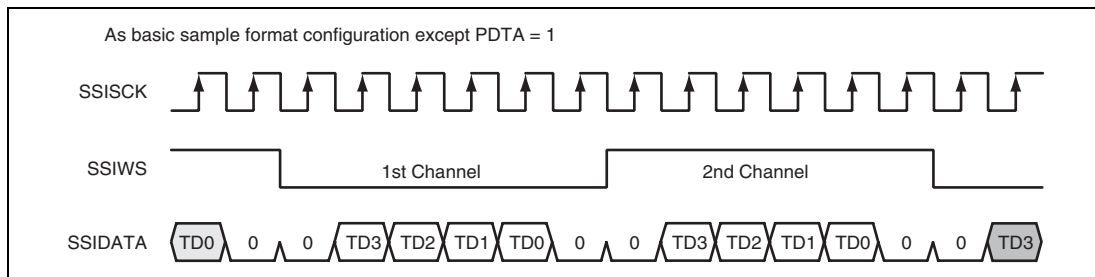 As basic sample format configuration except PDTA = 1
SSISCK
SSIWS 1st Channel 2nd Channel
SSIDATA TD0 0 0 TD3 TD2 TD1 TD0 0 0 TD3 TD2 TD1 TD0 0 0 TD3